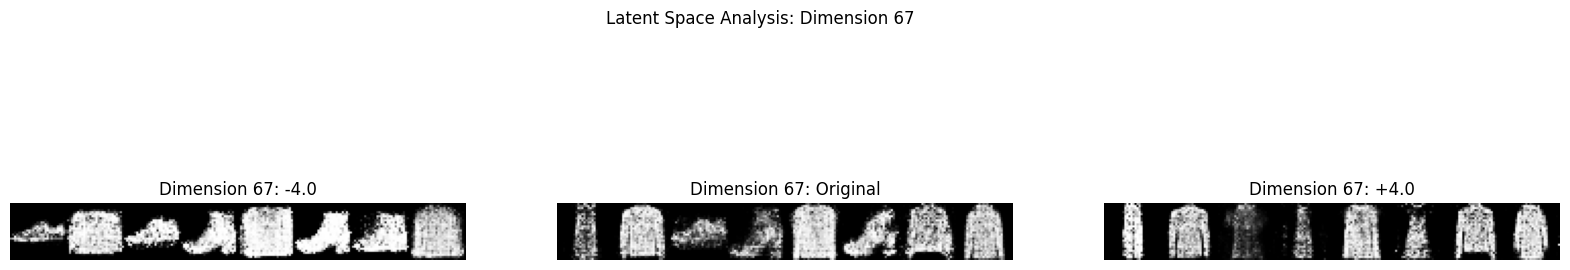 Latent Space Analysis: Dimension 67
Dimension 67: -4.0
Dimension 67: Original
Dimension 67: +4.0